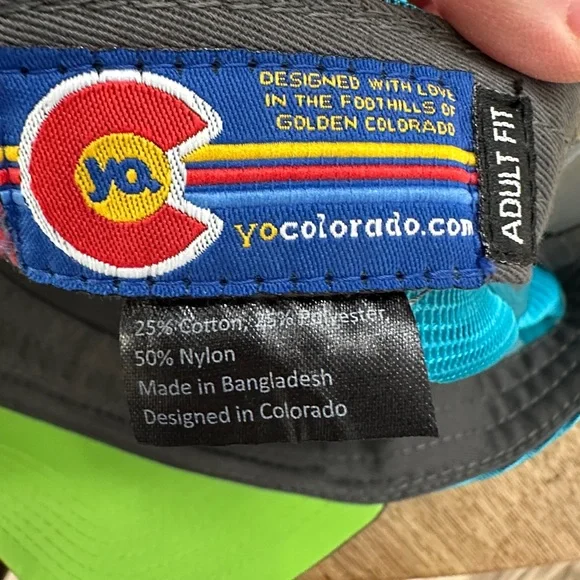 DESIGNED WITH LOVE
IN THE FOOTHILLS OF
GOLDEN COLORADO
yo
yocolorado.com
ADULT FIT
25% Cotton, 25% Polyester
50% Nylon
Made in Bangladesh
Designed in Colorado